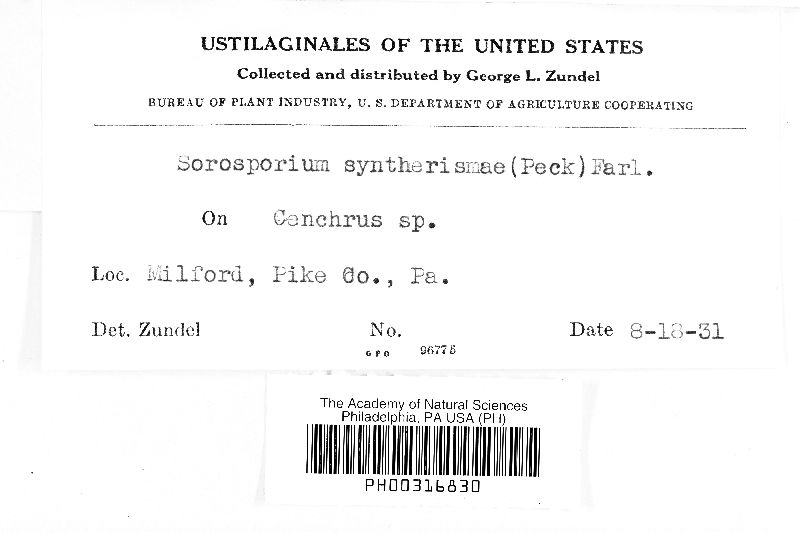 USTILAGINALES OF THE UNITED STATES
Collected and distributed by George L. Zundel
BUREAU OF PLANT INDUSTRY, U. S. DEPARTMENT OF AGRICULTURE COOPERATING
Sorosporium syntherismae(Peck)Farl.
On Cenchrus sp.
Loc. Milford, Pike Co., Pa.
Det. Zundel No. Date 8-18-31
GPO 96775
The Academy of Natural Sciences
Philadelphia, PA USA (PH)
PH00316830